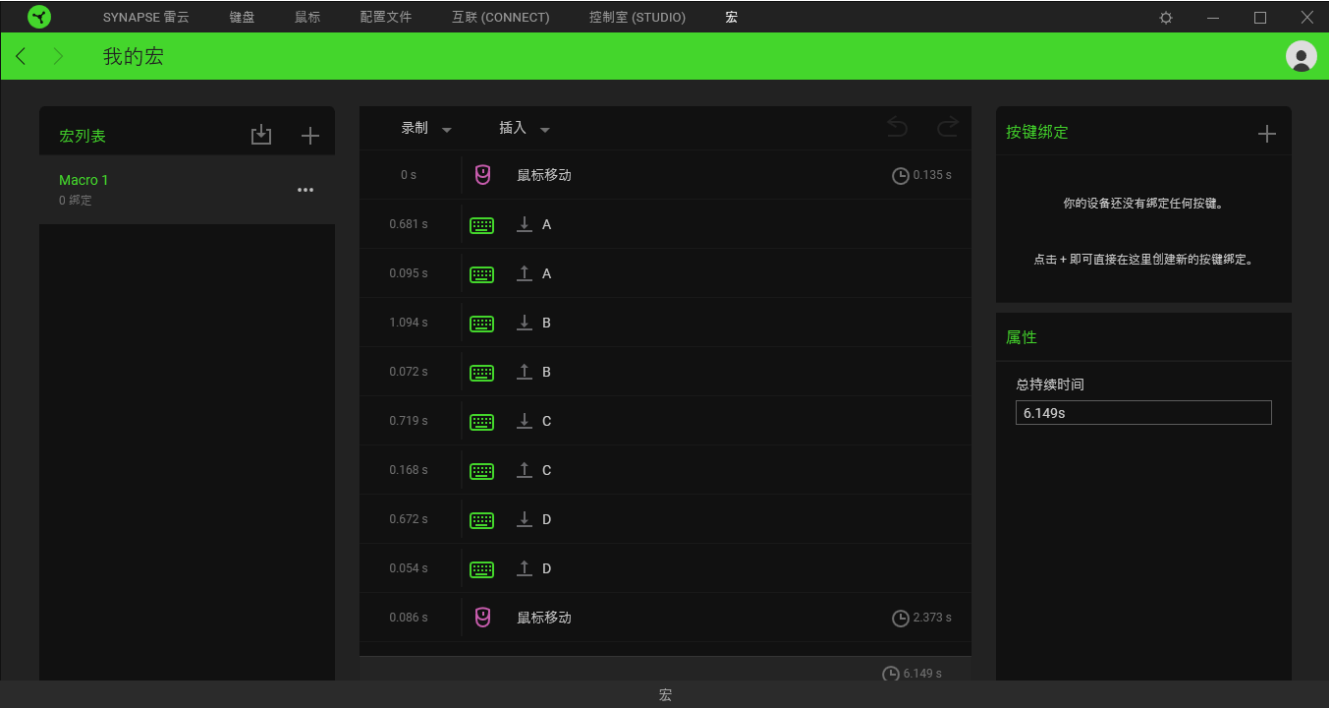 SYNAPSE 雷云 键盘 鼠标 配置文件 互联 (CONNECT) 控制室 (STUDIO) 宏
我的宏
宏列表
Macro 1
0 绑定
录制 插入
0 s 鼠标移动 0.135 s
0.681 s A
0.095 s A
1.094 s B
0.072 s B
0.719 s C
0.168 s C
0.672 s D
0.054 s D
0.086 s 鼠标移动 2.373 s
6.149 s
按键绑定
你的设备还没有绑定任何按键。
点击 + 即可直接在这里创建新的按键绑定。
属性
总持续时间
6.149s
宏